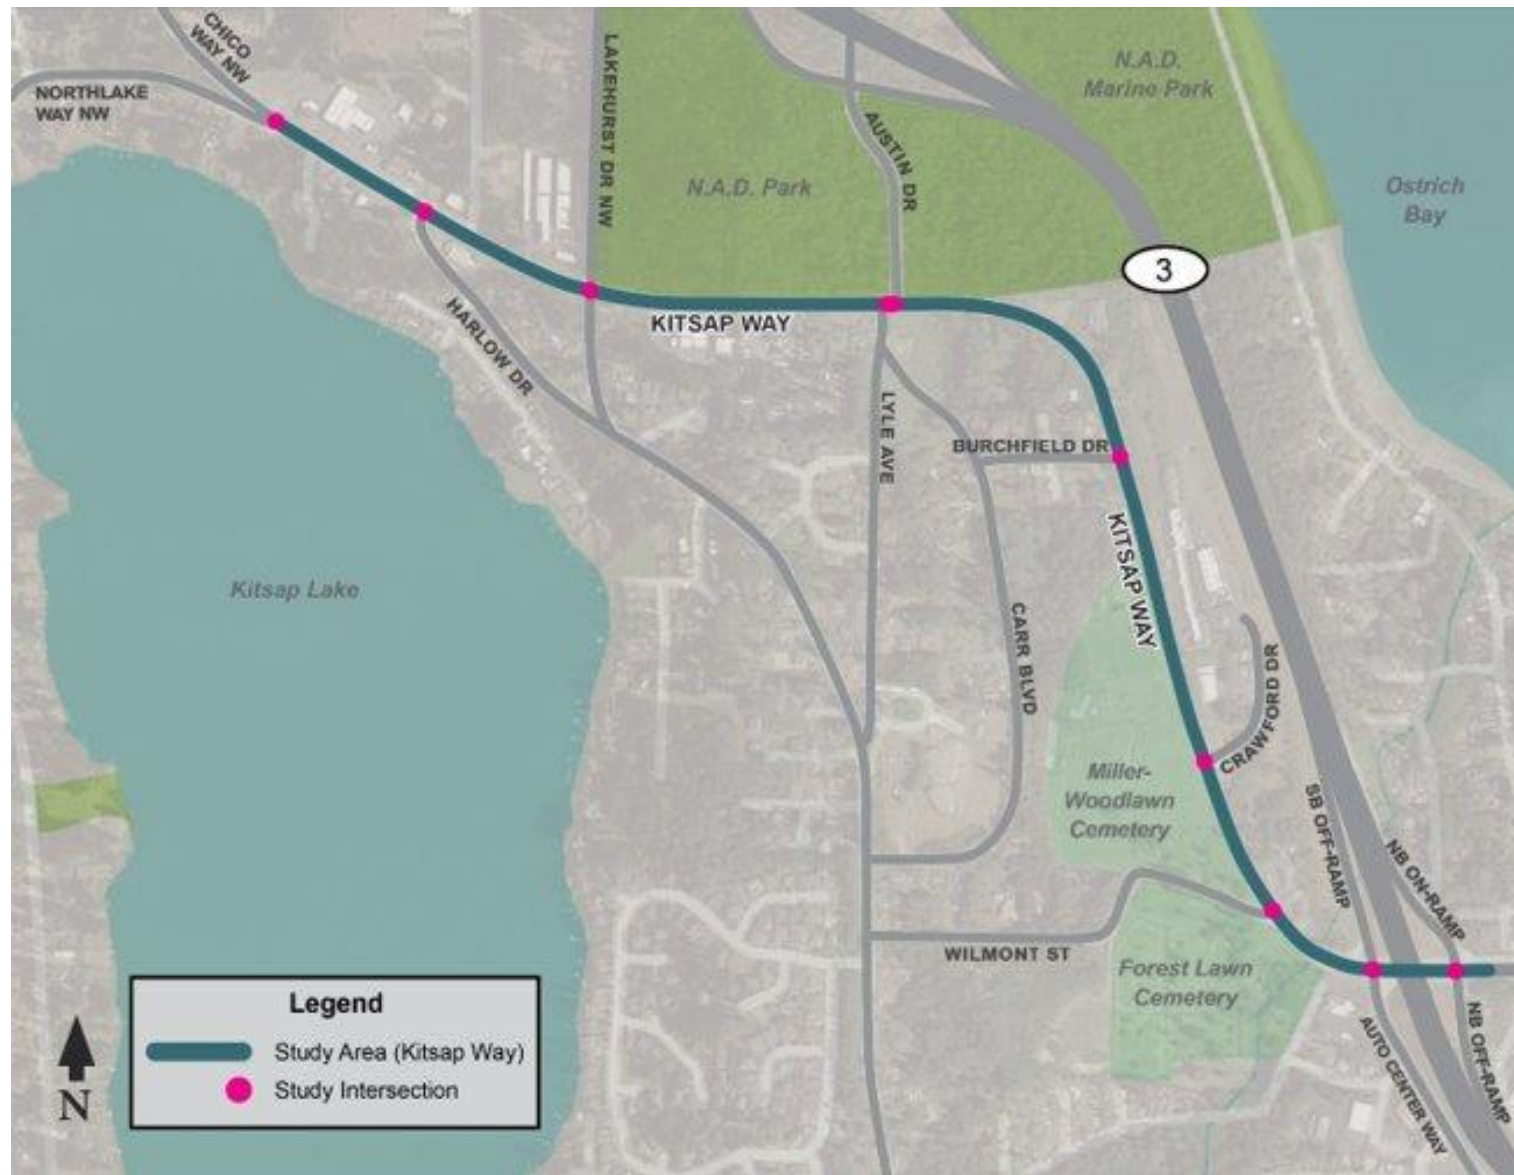 CHICO
WAY NW
NORTHLAKE
WAY NW
LAKEHURST DR NW
N.A.D.
Marine Park
AUSTIN DR
N.A.D. Park
Ostrich
Bay
3
KITSAP WAY
HARLOW DR
LYLE AVE
BURCHFIELD DR
KITSAP WAY
Kitsap Lake
CARR BLVD
CRAWFORD DR
Miller-
Woodlawn
Cemetery
SB OFF-RAMP
NB ON-RAMP
WILMONT ST
Forest Lawn
Cemetery
AUTO CENTER WAY
NB OFF-RAMP
Legend
Study Area (Kitsap Way)
Study Intersection
N